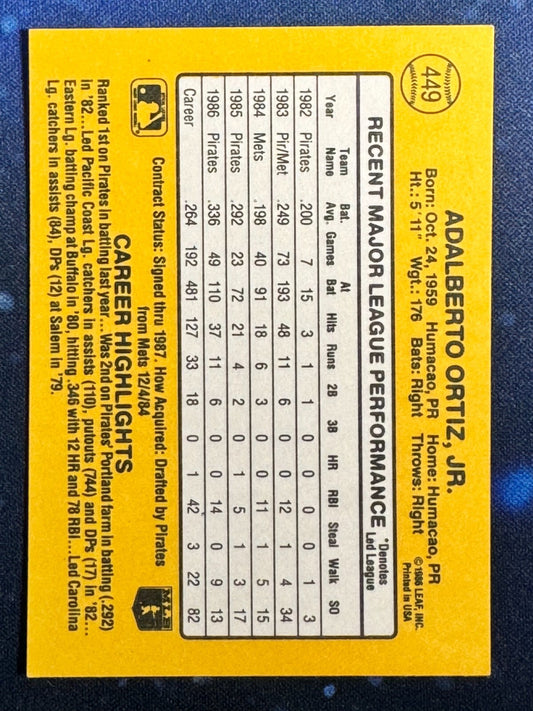 449
ADALBERTO ORTIZ, JR.
Born: Oct. 24, 1959 Humacao, PR Home: Humacao, PR
Ht.: 5' 11" Wgt.: 176 Bats: Right Throws: Right
©1986 LEAF, INC.
Printed in USA
RECENT MAJOR LEAGUE PERFORMANCE *Denotes Led League
Year Team Name Bat. Avg. Games At Bat Hits Runs 2B 3B HR RBI Steal Walk SO
1982 Pirates .200 7 15 3 1 1 0 0 0 0 1 3
1983 Pir/Met .249 73 193 48 11 6 0 0 12 1 4 34
1984 Mets .198 40 91 18 6 3 0 0 11 1 5 15
1985 Pirates .292 23 72 21 4 2 0 1 5 1 3 17
1986 Pirates .336 49 110 37 11 6 0 0 14 0 9 13
Career .264 192 481 127 33 18 0 1 42 3 22 82
Contract Status: Signed thru 1987. How Acquired: Drafted by Pirates
from Mets 12/4/84
CAREER HIGHLIGHTS
Ranked 1st on Pirates in batting last year...Was 2nd on Pirates' Portland farm in batting (.292)
in '82...Led Pacific Coast Lg. catchers in assists (110), putouts (744) and DPs (17) in '82...
Eastern Lg. batting champ at Buffalo in '80, hitting .346 with 12 HR and 78 RBI...Led Carolina
Lg. catchers in assists (84), DPs (12) at Salem in '79.